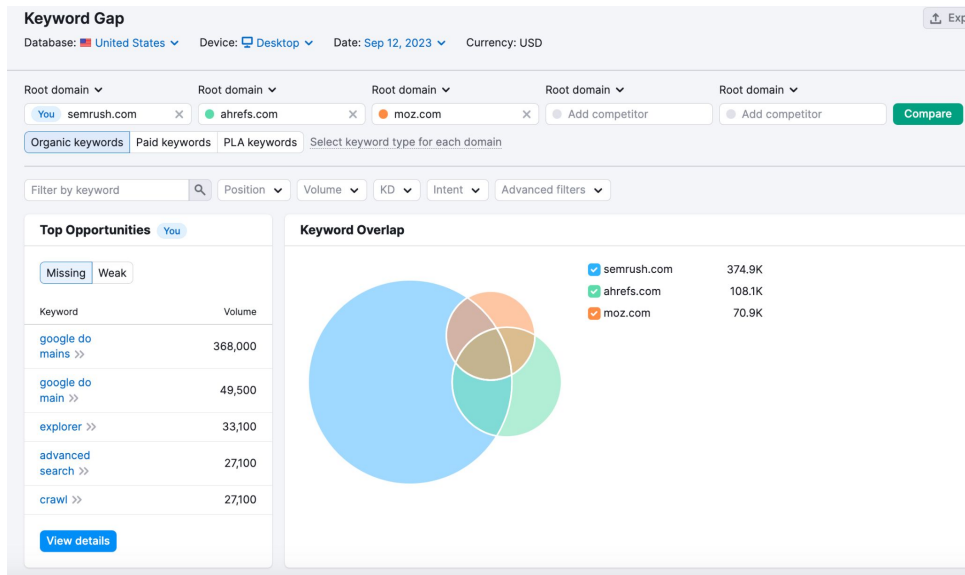 Keyword Gap
Exp
Database: United States Device: Desktop Date: Sep 12, 2023 Currency: USD
Root domain Root domain Root domain Root domain Root domain
You semrush.com ahrefs.com moz.com Add competitor Add competitor Compare
Organic keywords Paid keywords PLA keywords Select keyword type for each domain
Filter by keyword Position Volume KD Intent Advanced filters
Top Opportunities You
Missing Weak
Keyword Volume
google do
mains 368,000
google do
main 49,500
explorer 33,100
advanced
search 27,100
crawl 27,100
View details
Keyword Overlap
semrush.com 374.9K
ahrefs.com 108.1K
moz.com 70.9K